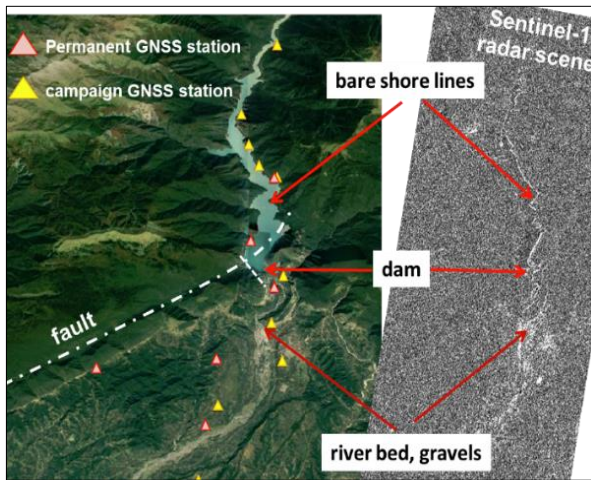 Permanent GNSS station
campaign GNSS station
Sentinel-1
radar scene
bare shore lines
dam
fault
river bed, gravels